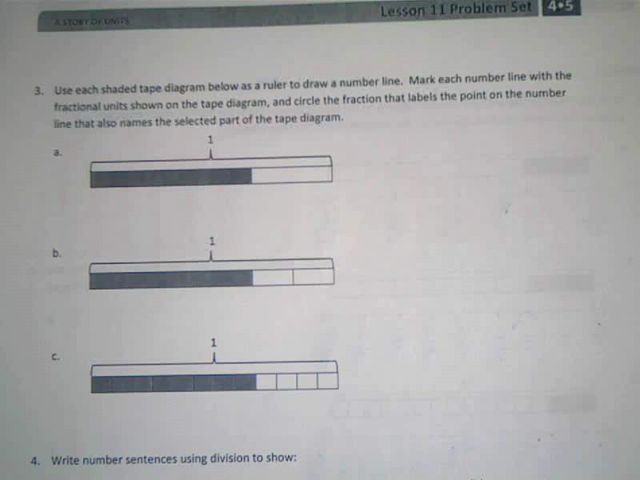 A STORY OF UNITS
Lesson 11 Problem Set 4•5
3. Use each shaded tape diagram below as a ruler to draw a number line. Mark each number line with the
fractional units shown on the tape diagram, and circle the fraction that labels the point on the number
line that also names the selected part of the tape diagram.
a.
1
b.
1
c.
1
4. Write number sentences using division to show: